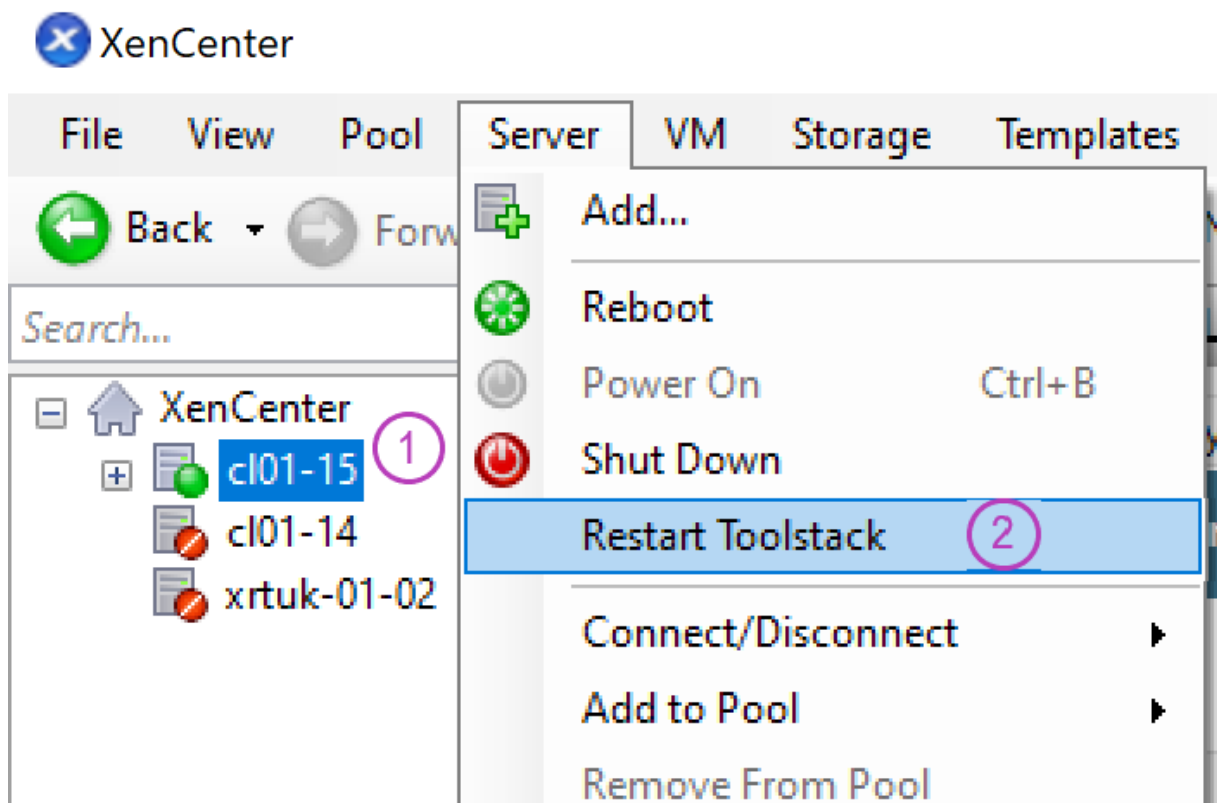 XenCenter
File View Pool Server VM Storage Templates
Back Forw
Search...
Add...
Reboot
Power On Ctrl+B
Shut Down
Restart Toolstack 2
Connect/Disconnect
Add to Pool
Remove From Pool
XenCenter
cl01-15 1
cl01-14
xrtuk-01-02